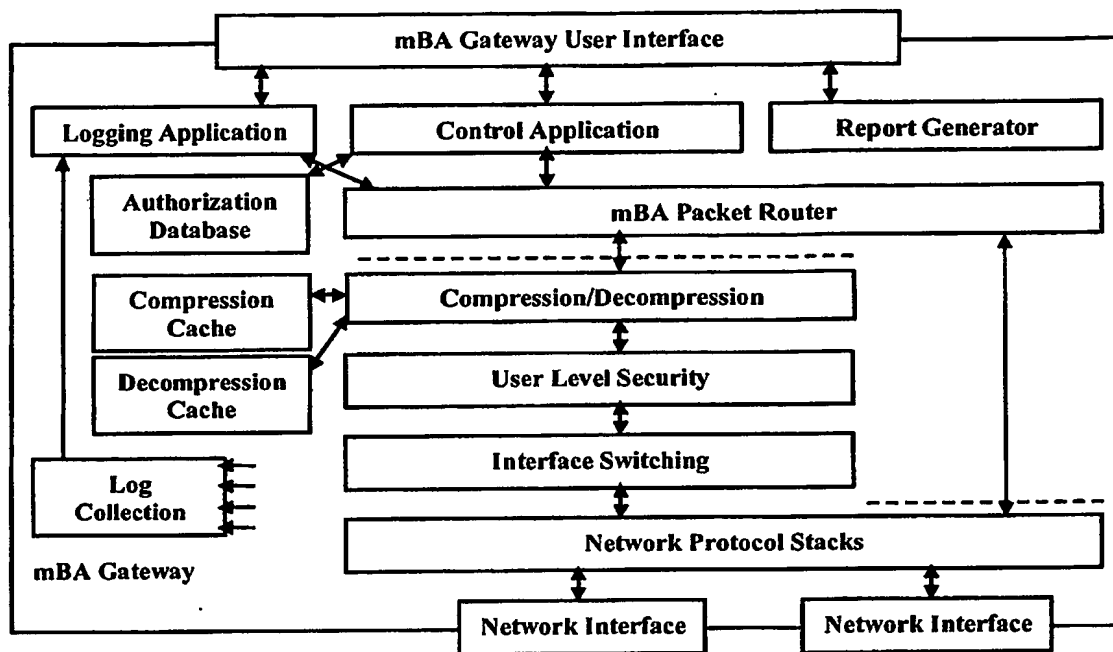 mBA Gateway User Interface
Logging Application
Control Application
Report Generator
Authorization
Database
mBA Packet Router
Compression
Cache
Compression/Decompression
Decompression
Cache
User Level Security
Interface Switching
Log
Collection
Network Protocol Stacks
mBA Gateway
Network Interface
Network Interface